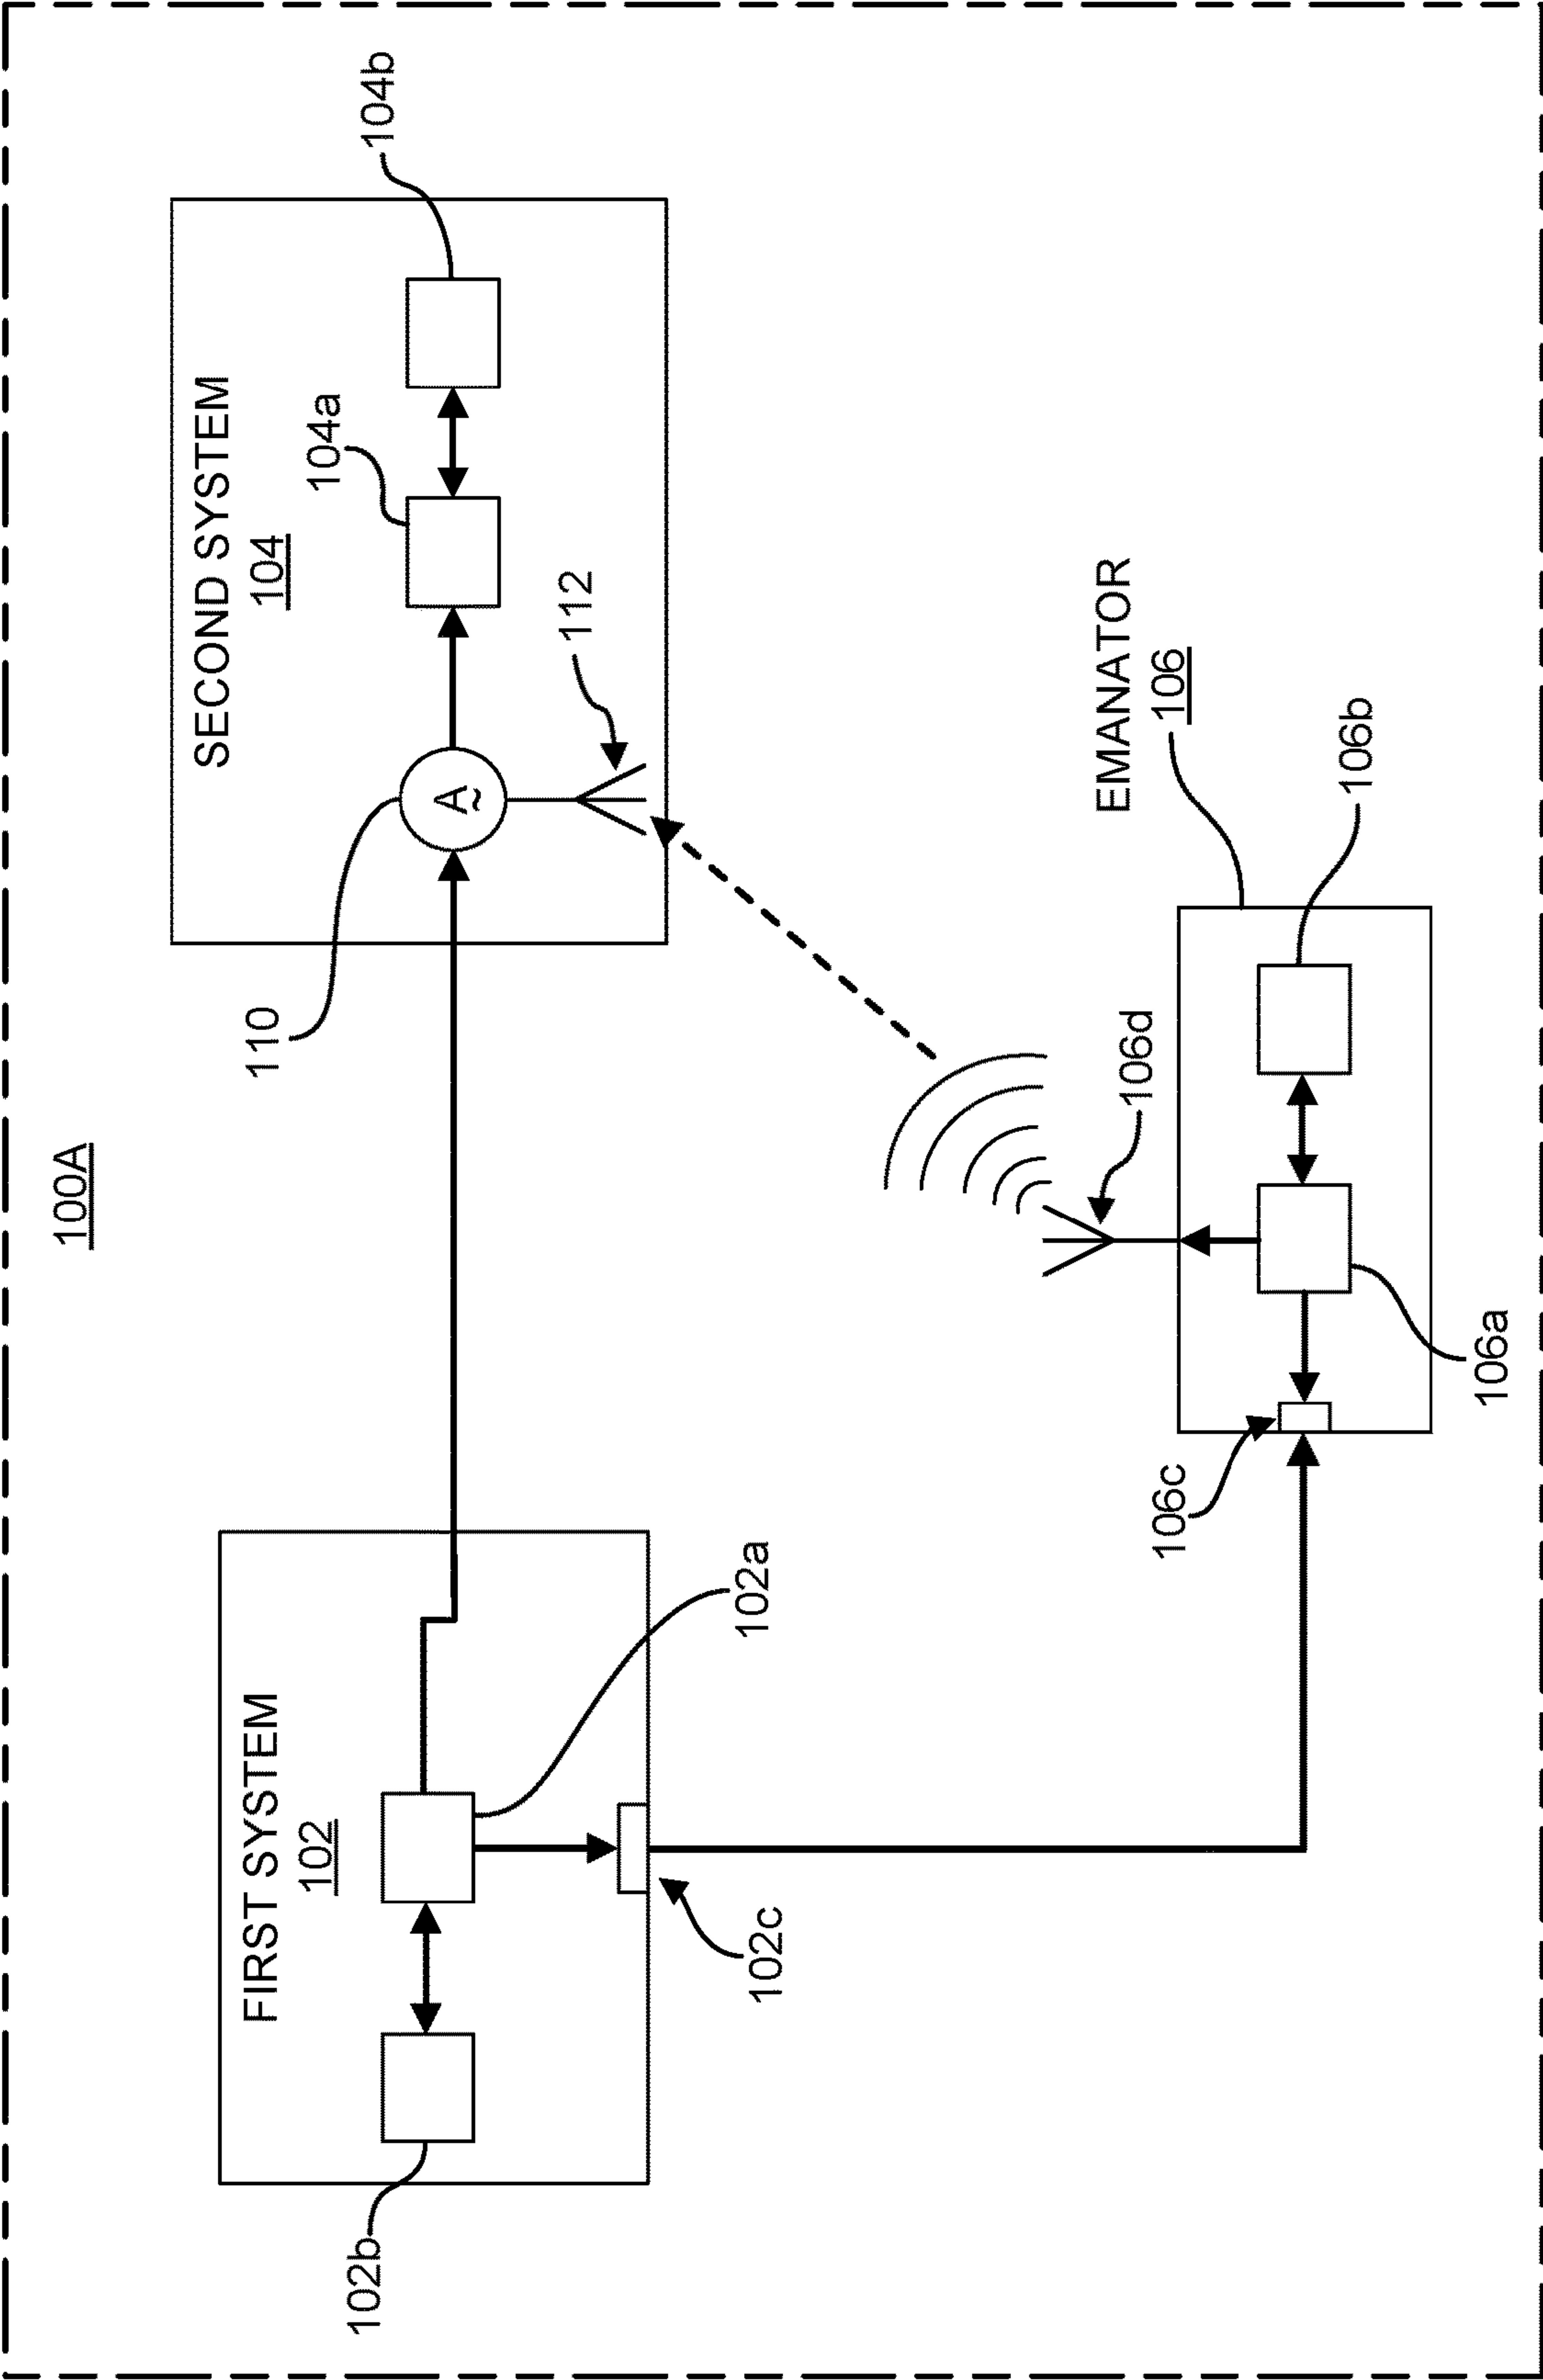 100A
FIRST SYSTEM
102
102b
102a
102c
110
SECOND SYSTEM
104
104a
104b
A
~
112
EMANATOR
106
106d
106b
106c
106a